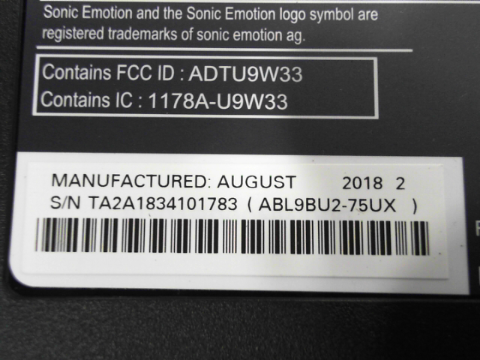 Sonic Emotion and the Sonic Emotion logo symbol are
registered trademarks of sonic emotion ag.
Contains FCC ID : ADTU9W33
Contains IC : 1178A-U9W33
MANUFACTURED: AUGUST 2018 2
S/N TA2A1834101783 ( ABL9BU2-75UX )